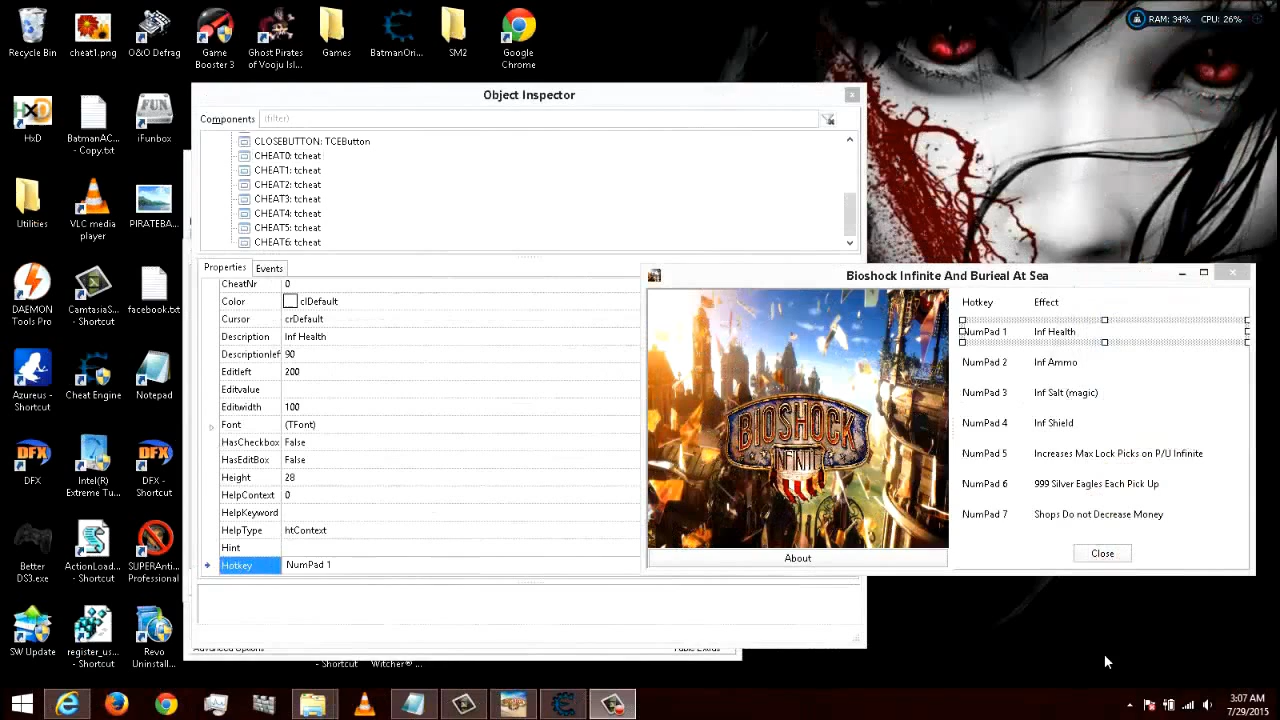 RAM: 34% CPU: 26%
Recycle Bin
cheat1.png
O&O Defrag
Game Booster 3
Ghost Pirates of Vooju Isl...
Games
BatmanOri...
SM2
Google Chrome
HxD
BatmanAC... - Copy.txt
iFunbox
Utilities
VLC media player
PIRATEBA...
DAEMON Tools Pro
CamtasiaS... - Shortcut
facebook.txt
Azureus - Shortcut
Cheat Engine
Notepad
DFX
Intel(R) Extreme Tu...
DFX - Shortcut
Better DS3.exe
ActionLoad... - Shortcut
SUPERAnti... Professional
SW Update
register_us... - Shortcut
Revo Uninstall...
- Shortcut
Witcher® ...
Object Inspector
Components (filter)
CLOSEBUTTON: TCEButton
CHEAT0: tcheat
CHEAT1: tcheat
CHEAT2: tcheat
CHEAT3: tcheat
CHEAT4: tcheat
CHEAT5: tcheat
CHEAT6: tcheat
Properties Events
CheatNr 0
Color clDefault
Cursor crDefault
Description Inf Health
Descriptionlef 90
Editleft 200
Editvalue
Editwidth 100
Font (TFont)
HasCheckbox False
HasEditBox False
Height 28
HelpContext 0
HelpKeyword
HelpType htContext
Hint
Hotkey NumPad 1
Advanced Options Table Extras
Bioshock Infinite And Burieal At Sea
BIOSHOCK
INFINITE
About
Hotkey Effect
NumPad 1 Inf Health
NumPad 2 Inf Ammo
NumPad 3 Inf Salt (magic)
NumPad 4 Inf Shield
NumPad 5 Increases Max Lock Picks on P/U Infinite
NumPad 6 999 Silver Eagles Each Pick Up
NumPad 7 Shops Do not Decrease Money
Close
3:07 AM
7/29/2015